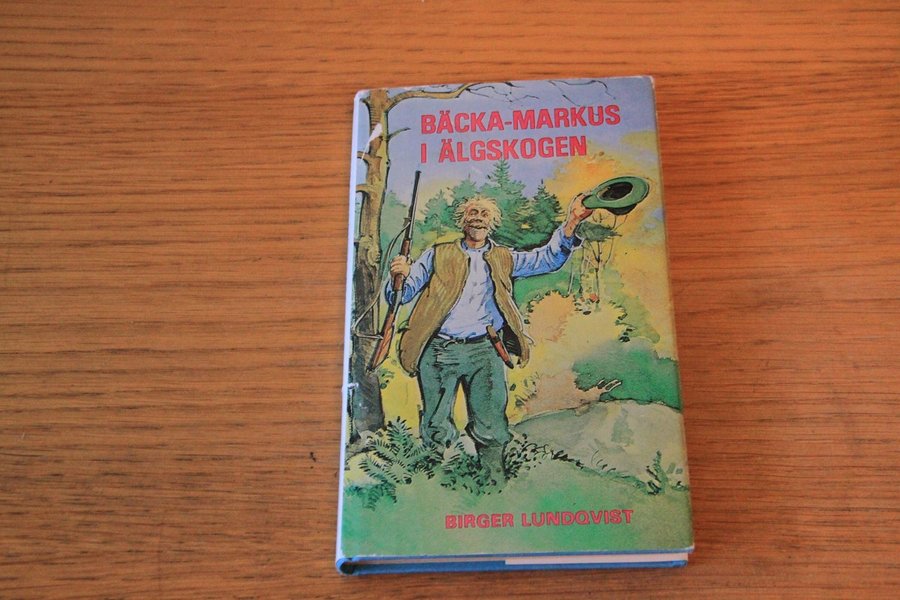 BÄCKA-MARKUS
I ÄLGSKOGEN
BIRGER LUNDQVIST